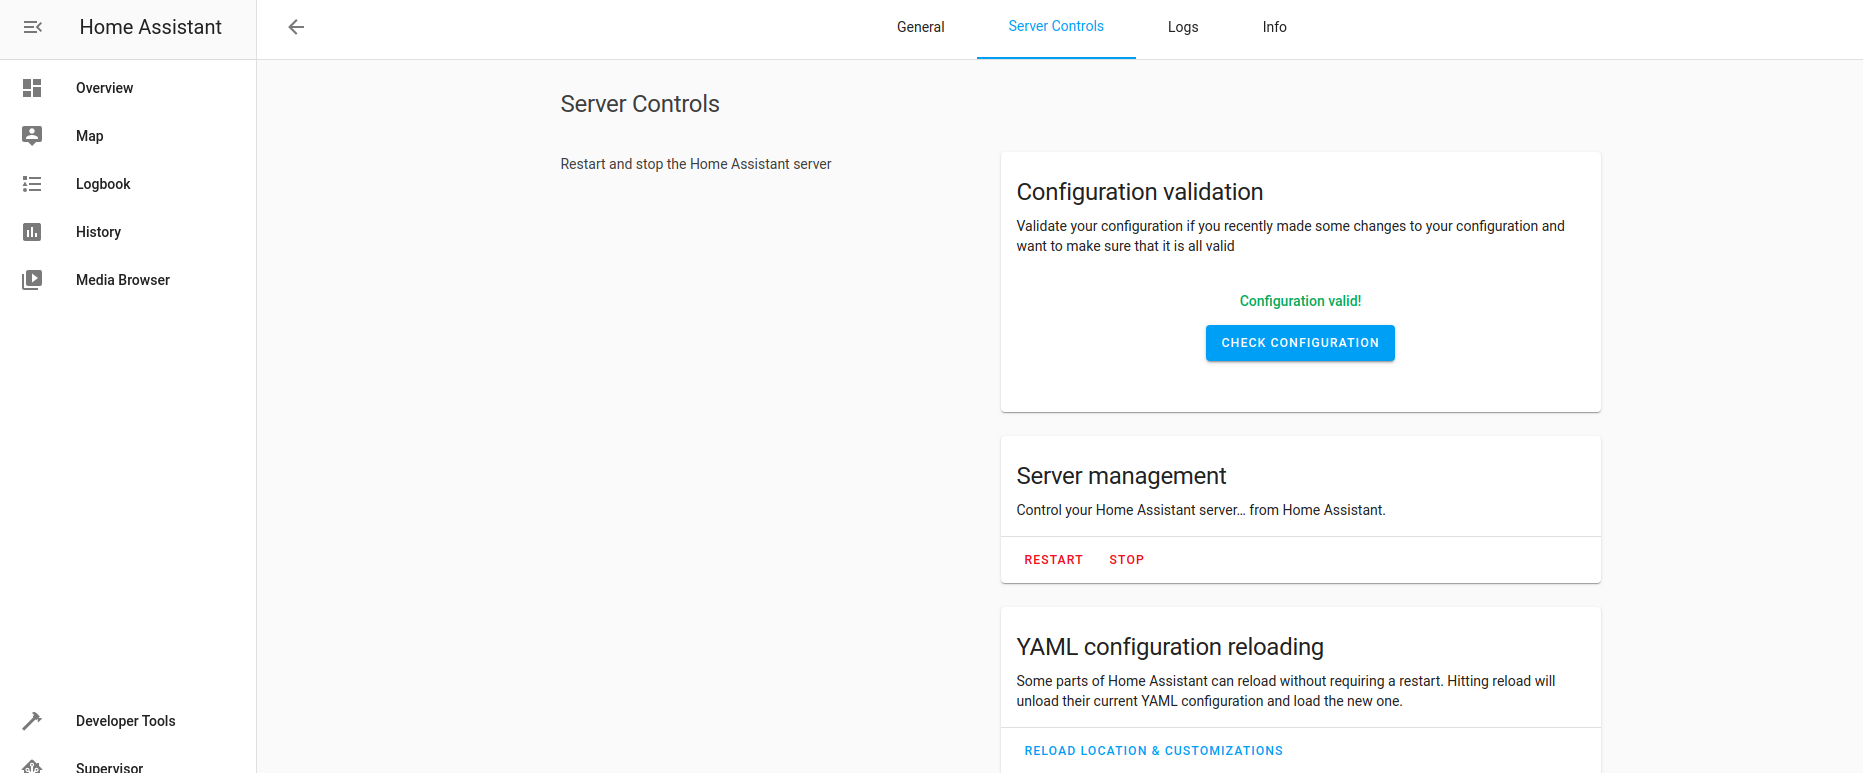 Home Assistant
General
Server Controls
Logs
Info
Overview
Map
Logbook
History
Media Browser
Developer Tools
Supervisor
Server Controls
Restart and stop the Home Assistant server
Configuration validation
Validate your configuration if you recently made some changes to your configuration and
want to make sure that it is all valid
Configuration valid!
CHECK CONFIGURATION
Server management
Control your Home Assistant server... from Home Assistant.
RESTART STOP
YAML configuration reloading
Some parts of Home Assistant can reload without requiring a restart. Hitting reload will
unload their current YAML configuration and load the new one.
RELOAD LOCATION & CUSTOMIZATIONS